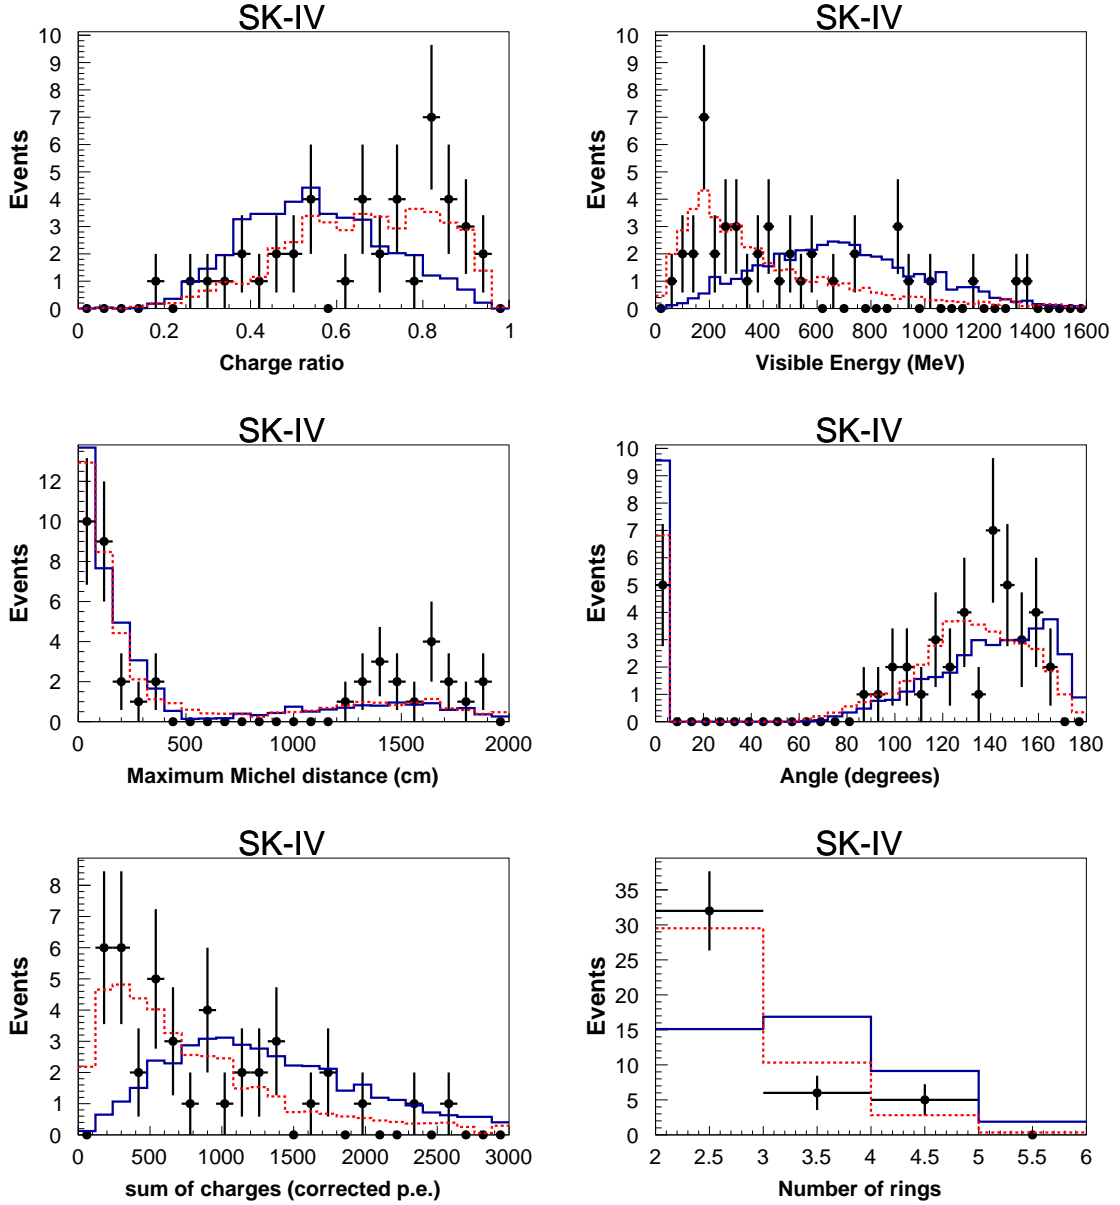 SK-IV
Events
10
9
8
7
6
5
4
3
2
1
0
0 0.2 0.4 0.6 0.8 1
Charge ratio
SK-IV
Events
10
9
8
7
6
5
4
3
2
1
0
0 200 400 600 800 1000 1200 1400 1600
Visible Energy (MeV)
SK-IV
Events
12
10
8
6
4
2
0
0 500 1000 1500 2000
Maximum Michel distance (cm)
SK-IV
Events
10
9
8
7
6
5
4
3
2
1
0
0 20 40 60 80 100 120 140 160 180
Angle (degrees)
SK-IV
Events
8
7
6
5
4
3
2
1
0
0 500 1000 1500 2000 2500 3000
sum of charges (corrected p.e.)
SK-IV
Events
35
30
25
20
15
10
5
0
2 2.5 3 3.5 4 4.5 5 5.5 6
Number of rings